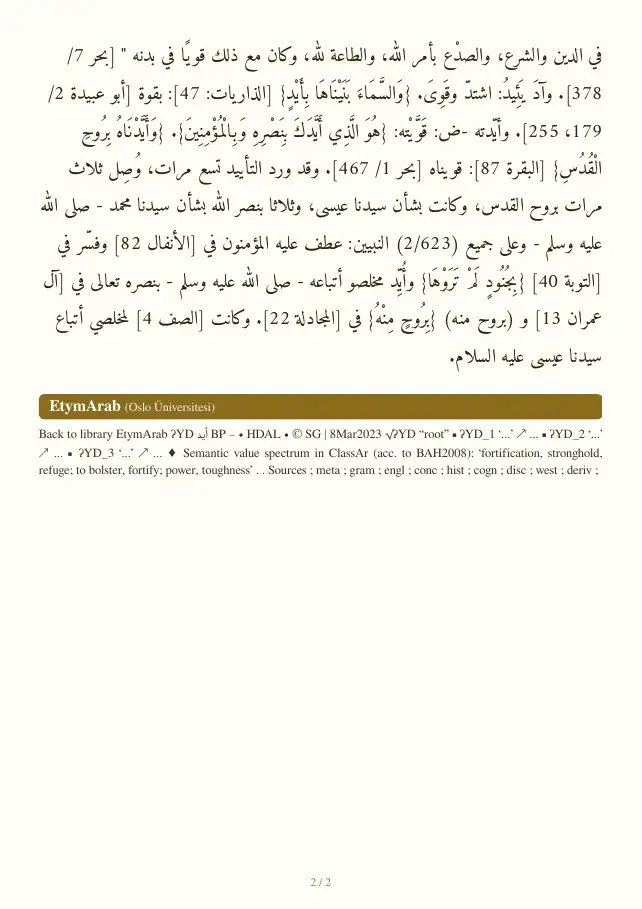 في الدين والشرع، والصدْع بأمر الله، والطاعة لله، وكان مع ذلك قويًا في بدنه " [بحر 7/
378]. وآدَ يَئِيدُ: اشتدّ وقَوِىَ. {وَالسَّمَاءَ بَنَيْنَاهَا بِأَيْدٍ} [الذاريات: 47]: بقوة [أبو عبيدة 2/
179، 255]. وأيّدته -ض: قَوَّيْته: {هُوَ الَّذِي أَيَّدَكَ بِنَصْرِهِ وَبِالْمُؤْمِنِينَ}. {وَأَيَّدْنَاهُ بِرُوحِ
الْقُدُسِ} [البقرة 87]: قويناه [بحر 1/ 467]. وقد ورد التأييد تسع مرات، وُصِل ثلاث
مرات بروح القدس، وكانت بشأن سيدنا عيسى، وثلاثا بنصر الله بشأن سيدنا محمد - صلى الله
عليه وسلم - وعلى جميع (2/623) النبيين: عطف عليه المؤمنون في [الأنفال 82] وفسّر في
[التوبة 40] {بِجُنُودٍ لَمْ تَرَوْهَا} وأُيِّد مخلصو أتباعه - صلى الله عليه وسلم - بنصره تعالى في [آل
عمران 13] و (بروح منه) {بِرُوحٍ مِنْهُ} في [المجادلة 22]. وكانت [الصف 4] لمخلصي أتباع
سيدنا عيسى عليه السلام.
EtymArab (Oslo Üniversitesi)
Back to library EtymArab ʔYD أيد BP – • HDAL • © SG | 8Mar2023 √ʔYD “root” ▪ ʔYD_1 ‘...’ ↗ ... ▪ ʔYD_2 ‘...’
↗ ... ▪ ʔYD_3 ‘...’ ↗ ... ♦ Semantic value spectrum in ClassAr (acc. to BAH2008): ‘fortification, stronghold,
refuge; to bolster, fortify; power, toughness’ . . Sources ; meta ; gram ; engl ; conc ; hist ; cogn ; disc ; west ; deriv ;
2 / 2